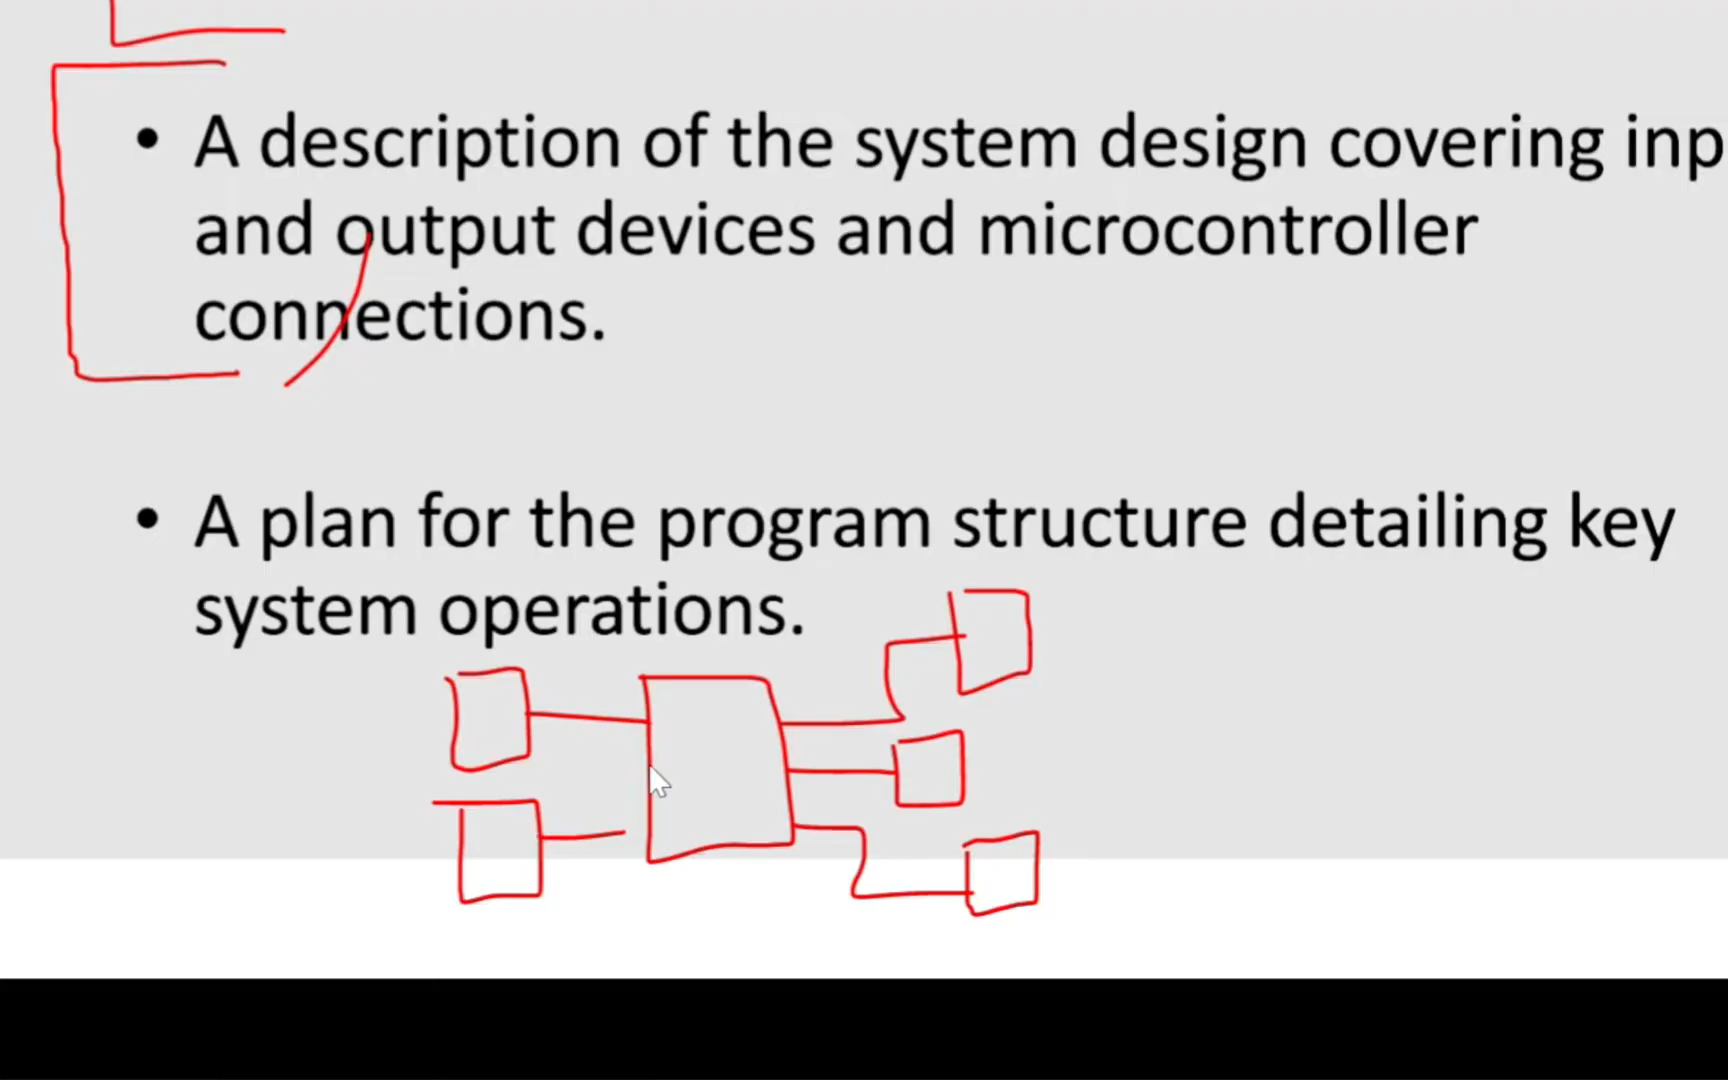 • A description of the system design covering inp
and output devices and microcontroller
connections.
• A plan for the program structure detailing key
system operations.